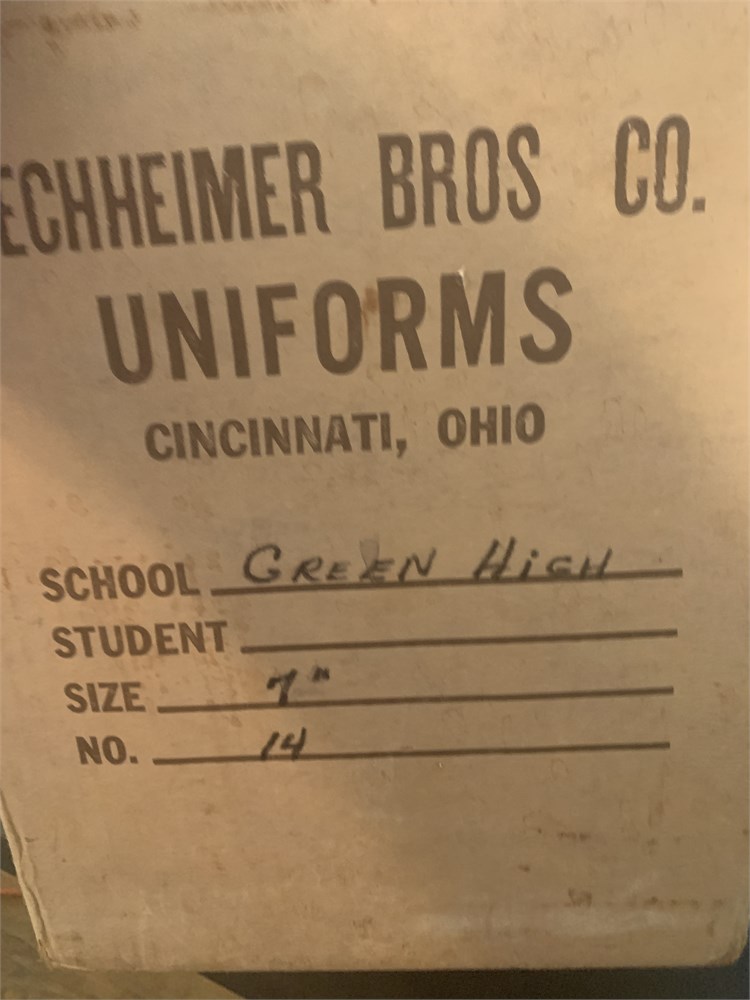 ECHHEIMER BROS CO.
UNIFORMS
CINCINNATI, OHIO
SCHOOL GREEN HIGH
STUDENT
SIZE 7"
NO. 14